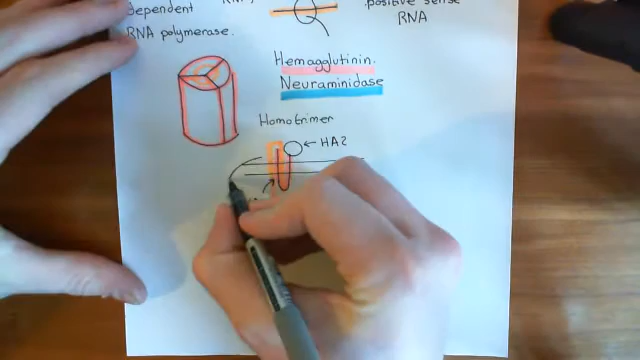 dependent
RNA polymerase.
positive sense
RNA
Hemagglutinin.
Neuraminidase
Homotrimer
HA2